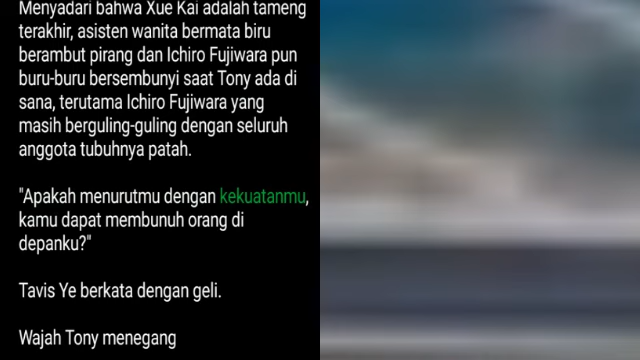 Menyadari bahwa Xue Kai adalah tameng
terakhir, asisten wanita bermata biru
berambut pirang dan Ichiro Fujiwara pun
buru-buru bersembunyi saat Tony ada di
sana, terutama Ichiro Fujiwara yang
masih berguling-guling dengan seluruh
anggota tubuhnya patah.
"Apakah menurutmu dengan kekuatanmu,
kamu dapat membunuh orang di
depanku?"
Tavis Ye berkata dengan geli.
Wajah Tony menegang